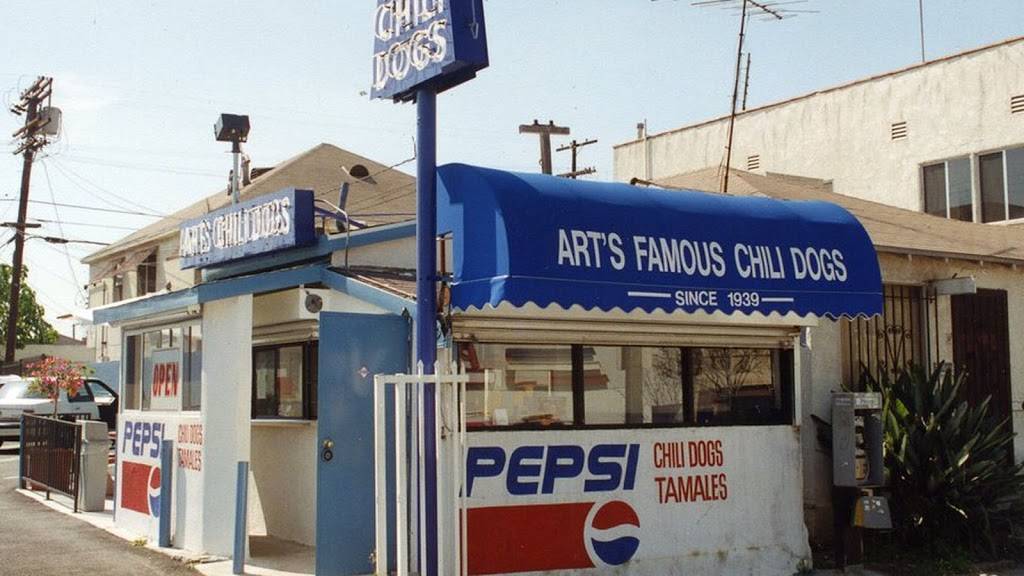 CHILI
DOGS
ART'S CHILI DOGS
ART'S FAMOUS CHILI DOGS
SINCE 1939
OPEN
PEPSI
CHILI DOGS
TAMALES
PEPSI
CHILI DOGS
TAMALES